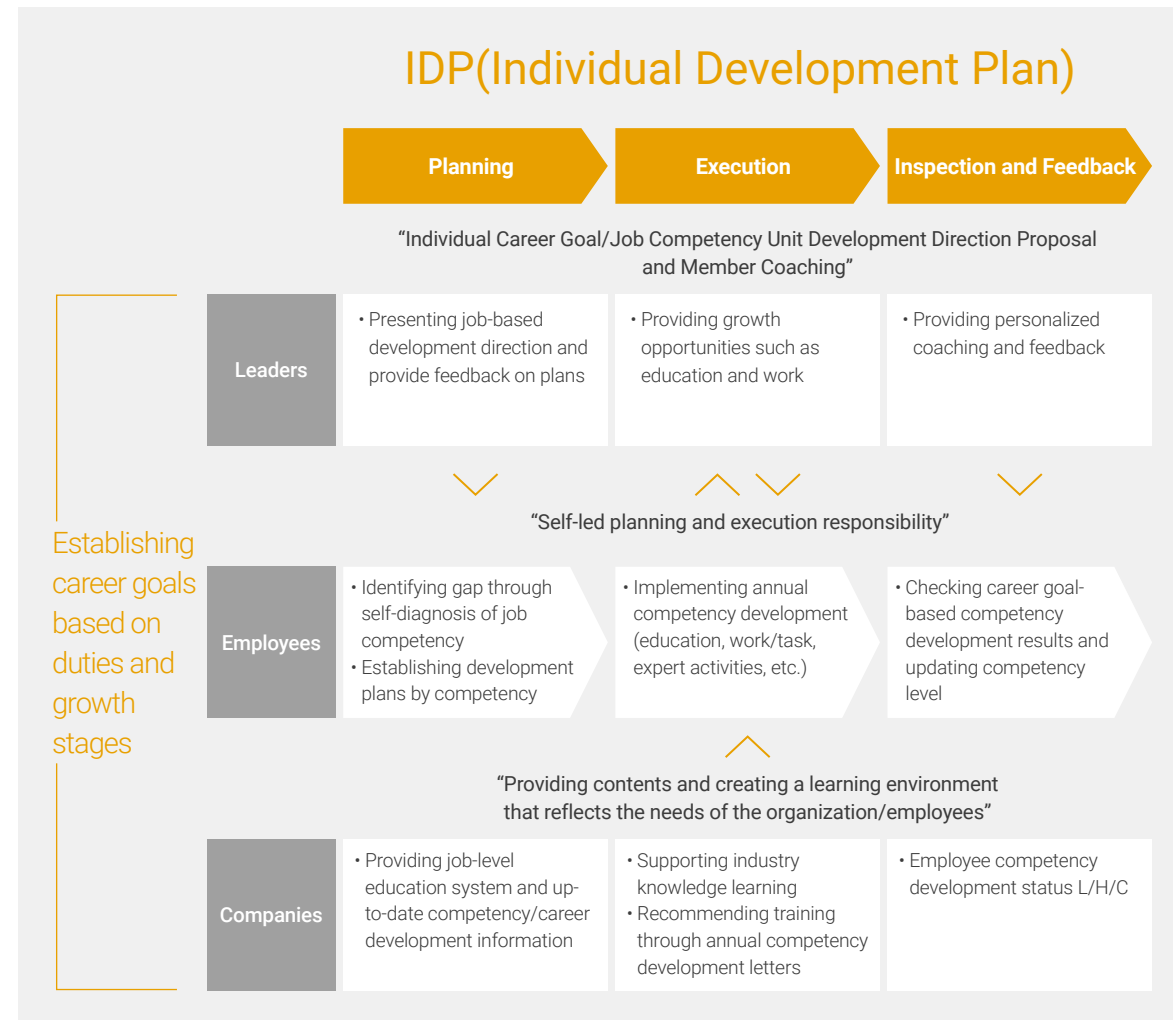 IDP(Individual Development Plan)
Planning
Execution
Inspection and Feedback
“Individual Career Goal/Job Competency Unit Development Direction Proposal
and Member Coaching”
Establishing
career goals
based on
duties and
growth
stages
Leaders
• Presenting job-based
development direction and
provide feedback on plans
• Providing growth
opportunities such as
education and work
• Providing personalized
coaching and feedback
“Self-led planning and execution responsibility”
Employees
• Identifying gap through
self-diagnosis of job
competency
• Establishing development
plans by competency
• Implementing annual
competency development
(education, work/task,
expert activities, etc.)
• Checking career goal-
based competency
development results and
updating competency
level
“Providing contents and creating a learning environment
that reflects the needs of the organization/employees”
Companies
• Providing job-level
education system and up-
to-date competency/career
development information
• Supporting industry
knowledge learning
• Recommending training
through annual competency
development letters
• Employee competency
development status L/H/C